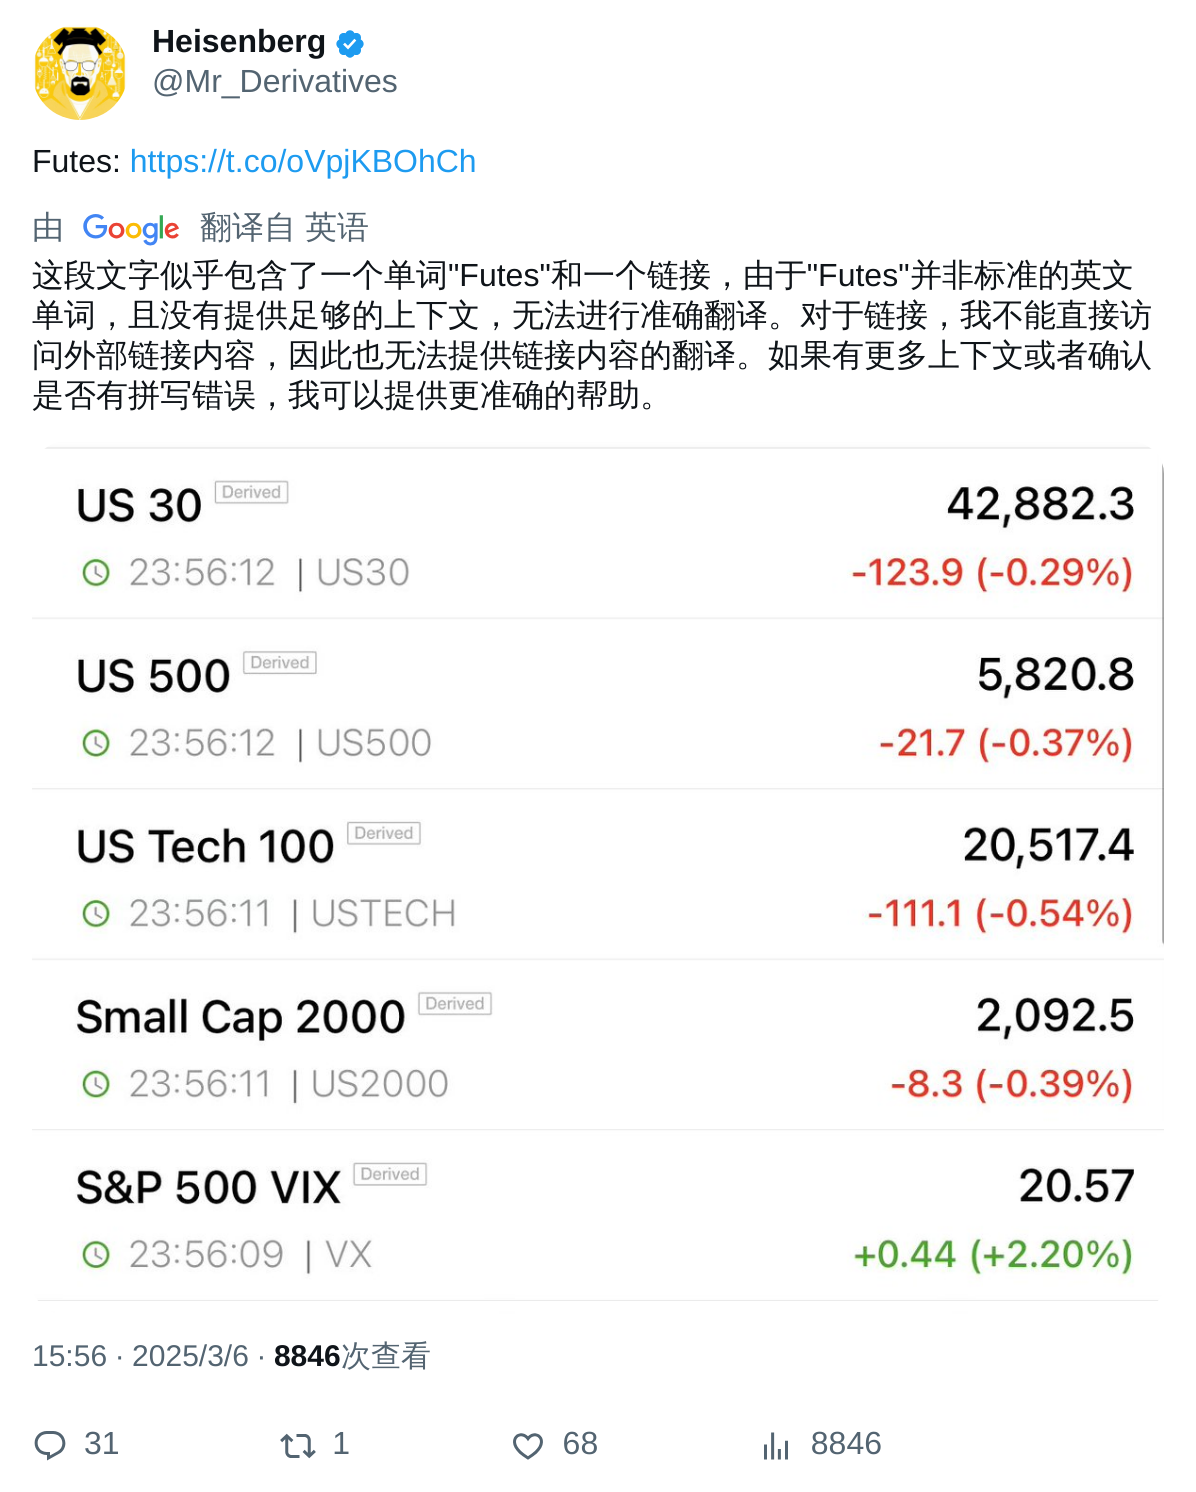 Heisenberg
@Mr_Derivatives
Futes: https://t.co/oVpjKBOhCh
由 Google 翻译自 英语
这段文字似乎包含了一个单词"Futes"和一个链接，由于"Futes"并非标准的英文
单词，且没有提供足够的上下文，无法进行准确翻译。对于链接，我不能直接访
问外部链接内容，因此也无法提供链接内容的翻译。如果有更多上下文或者确认
是否有拼写错误，我可以提供更准确的帮助。
US 30 Derived 42,882.3
23:56:12 | US30 -123.9 (-0.29%)
US 500 Derived 5,820.8
23:56:12 | US500 -21.7 (-0.37%)
US Tech 100 Derived 20,517.4
23:56:11 | USTECH -111.1 (-0.54%)
Small Cap 2000 Derived 2,092.5
23:56:11 | US2000 -8.3 (-0.39%)
S&P 500 VIX Derived 20.57
23:56:09 | VX +0.44 (+2.20%)
15:56 · 2025/3/6 · 8846次查看
31 1 68 8846